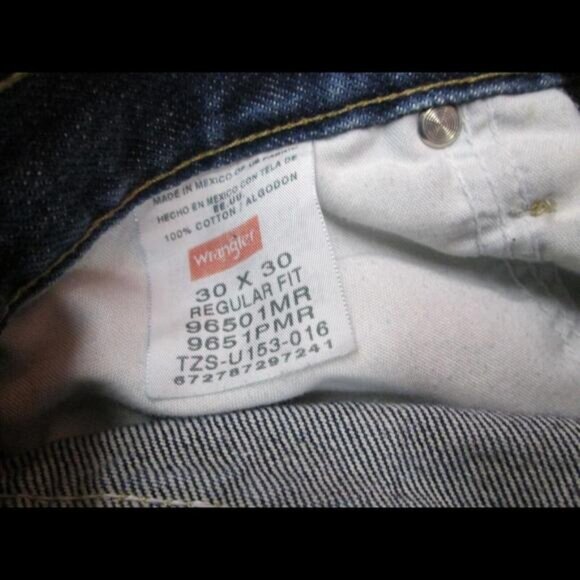 MADE IN MEXICO OF US FABRIC
HECHO EN MEXICO CON TELA DE
EE.UU.
100% COTTON / ALGODON
Wrangler
30 X 30
REGULAR FIT
96501MR
9651PMR
TZS-U153-016
672787297241